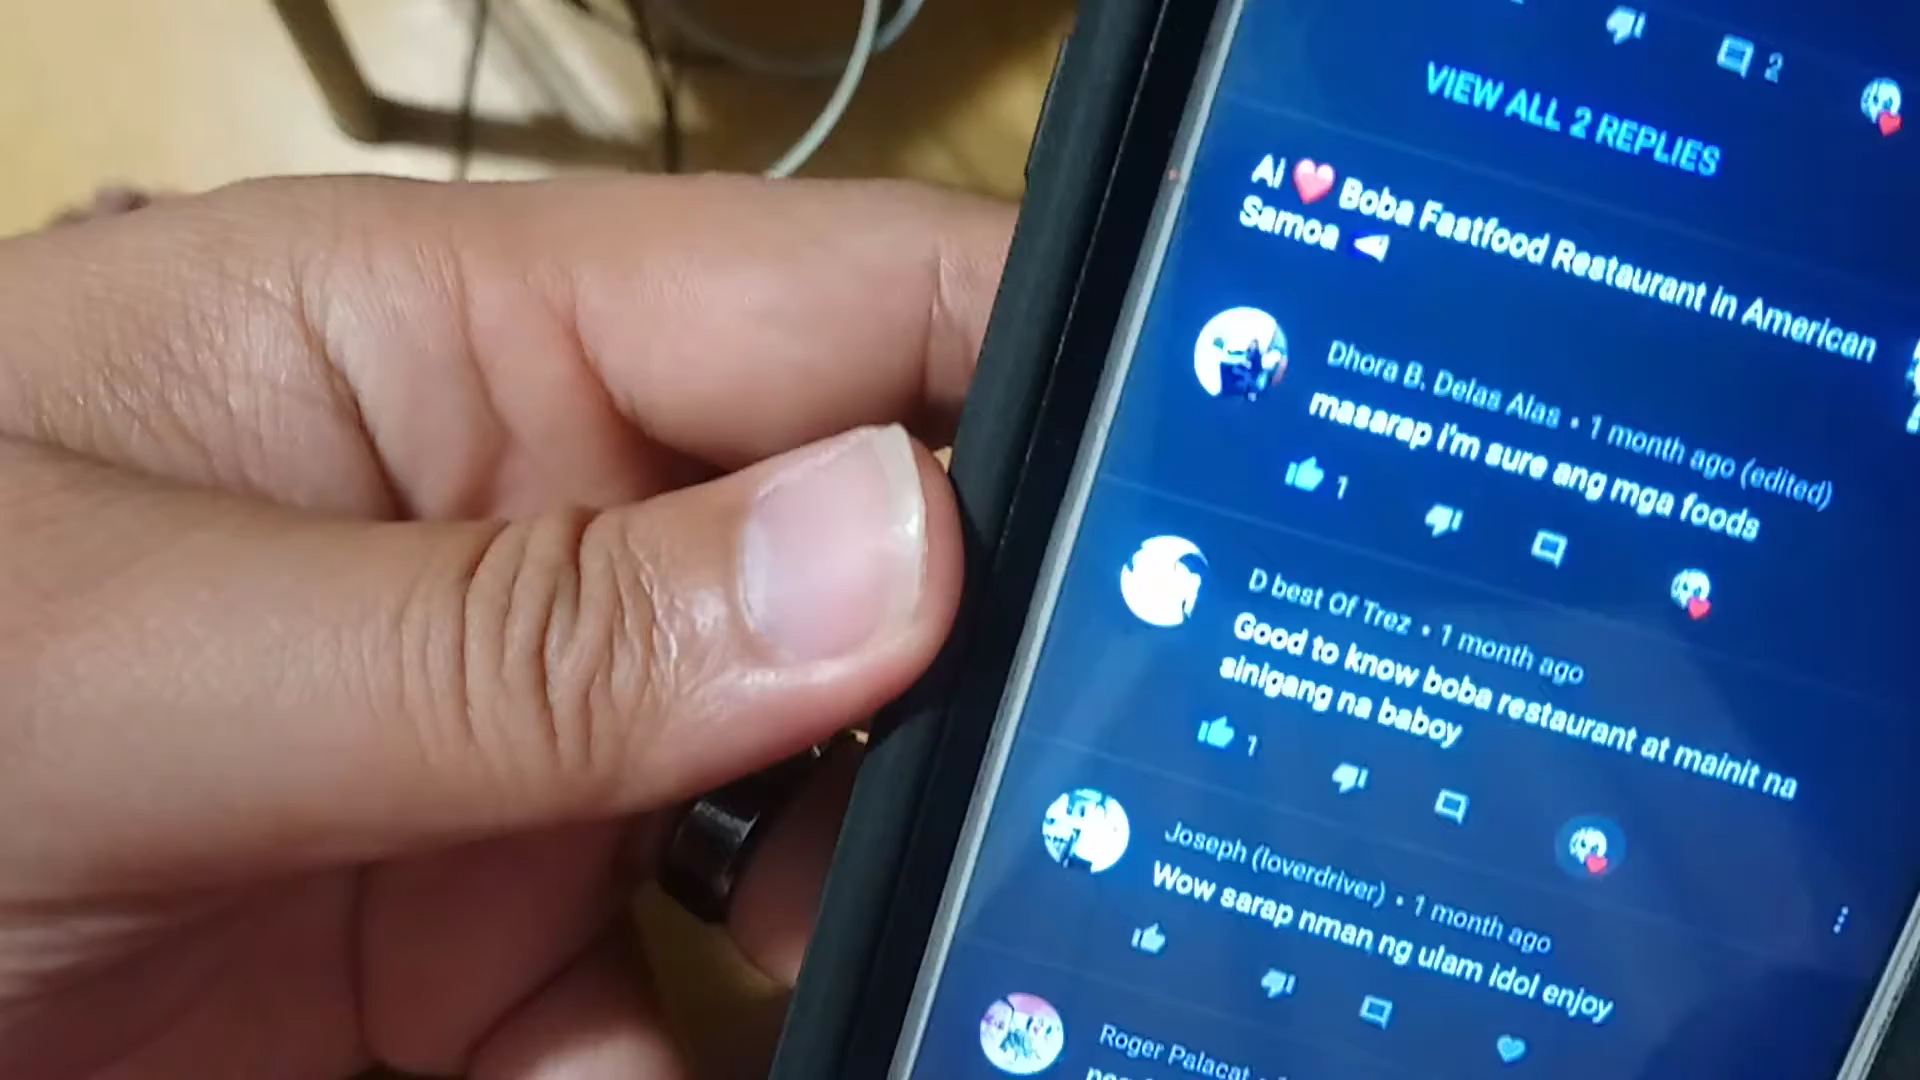 2
VIEW ALL 2 REPLIES
Ai ❤️ Boba Fastfood Restaurant in American
Samoa 🇦🇸
Dhora B. Delas Alas • 1 month ago (edited)
masarap i'm sure ang mga foods
1
D best Of Trez • 1 month ago
Good to know boba restaurant at mainit na
sinigang na baboy
1
Joseph (loverdriver) • 1 month ago
Wow sarap nman ng ulam idol enjoy
Roger Palacat